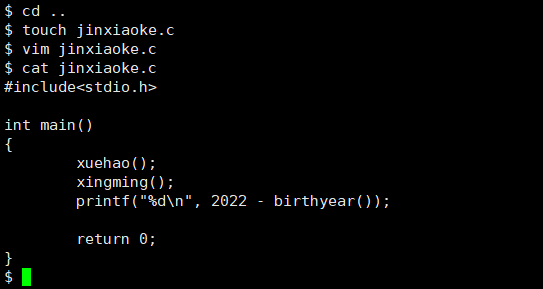 $ cd ..
$ touch jinxiaoke.c
$ vim jinxiaoke.c
$ cat jinxiaoke.c
#include<stdio.h>
int main()
{
        xuehao();
        xingming();
        printf("%d\n", 2022 - birthyear());
        return 0;
}
$